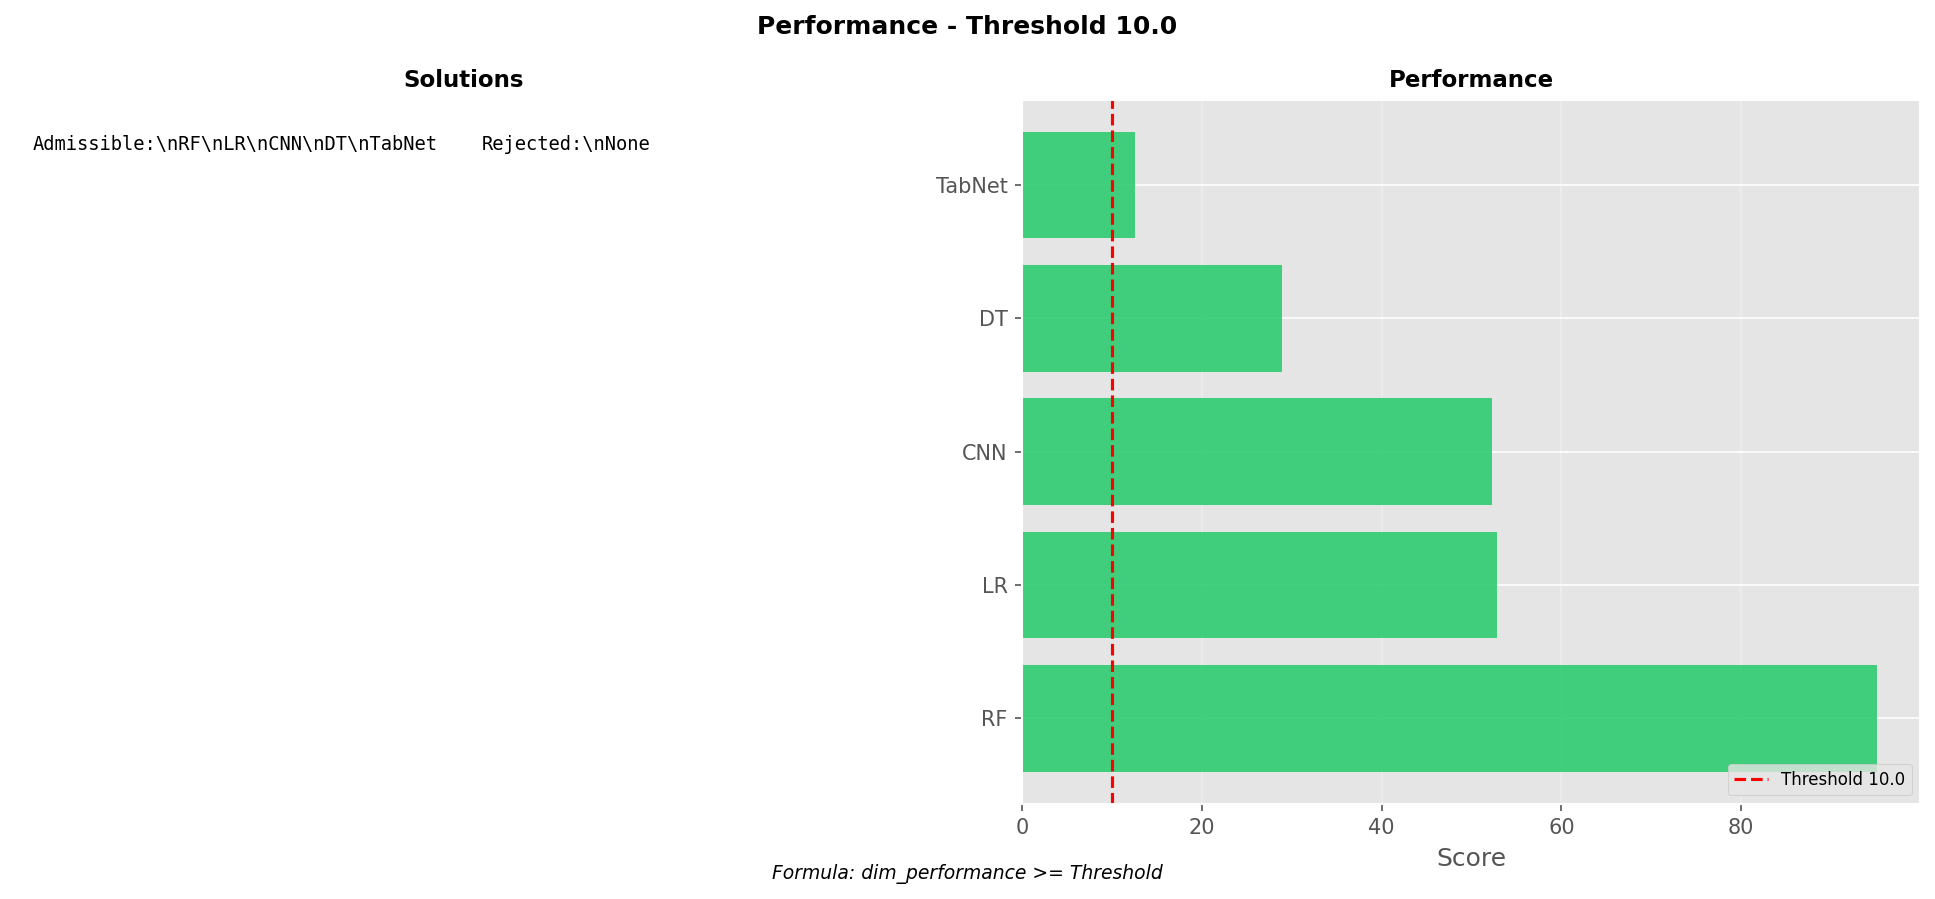 Performance - Threshold 10.0
Solutions
Admissible:\nRF\nLR\nCNN\nDT\nTabNet    Rejected:\nNone
Performance
TabNet
DT
CNN
LR
RF
Threshold 10.0
0 20 40 60 80
Score
Formula: dim_performance >= Threshold